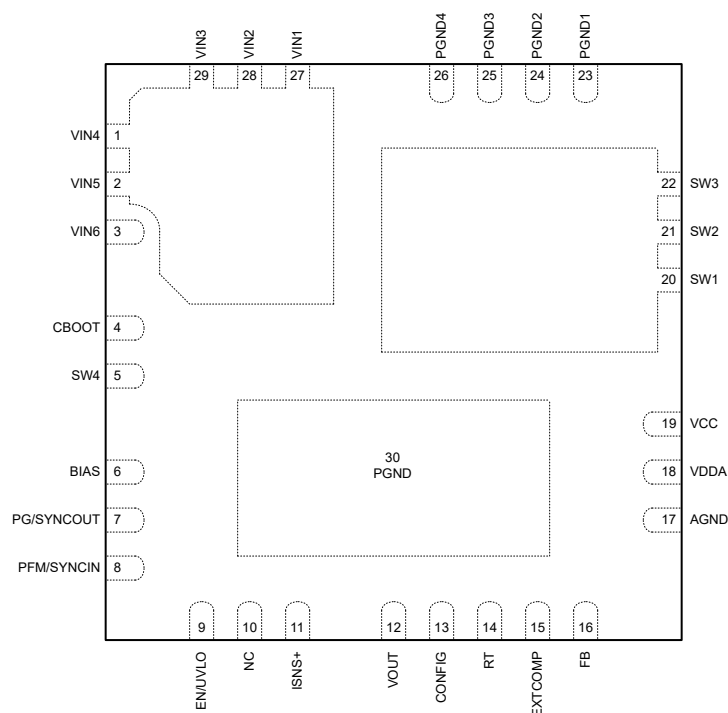 VIN3
VIN2
VIN1
PGND4
PGND3
PGND2
PGND1
29
28
27
26
25
24
23
VIN4 1
VIN5 2
VIN6 3
CBOOT 4
SW4 5
BIAS 6
PG/SYNCOUT 7
PFM/SYNCIN 8
22 SW3
21 SW2
20 SW1
19 VCC
18 VDDA
17 AGND
30
PGND
9
10
11
12
13
14
15
16
EN/UVLO
NC
ISNS+
VOUT
CONFIG
RT
EXTCOMP
FB